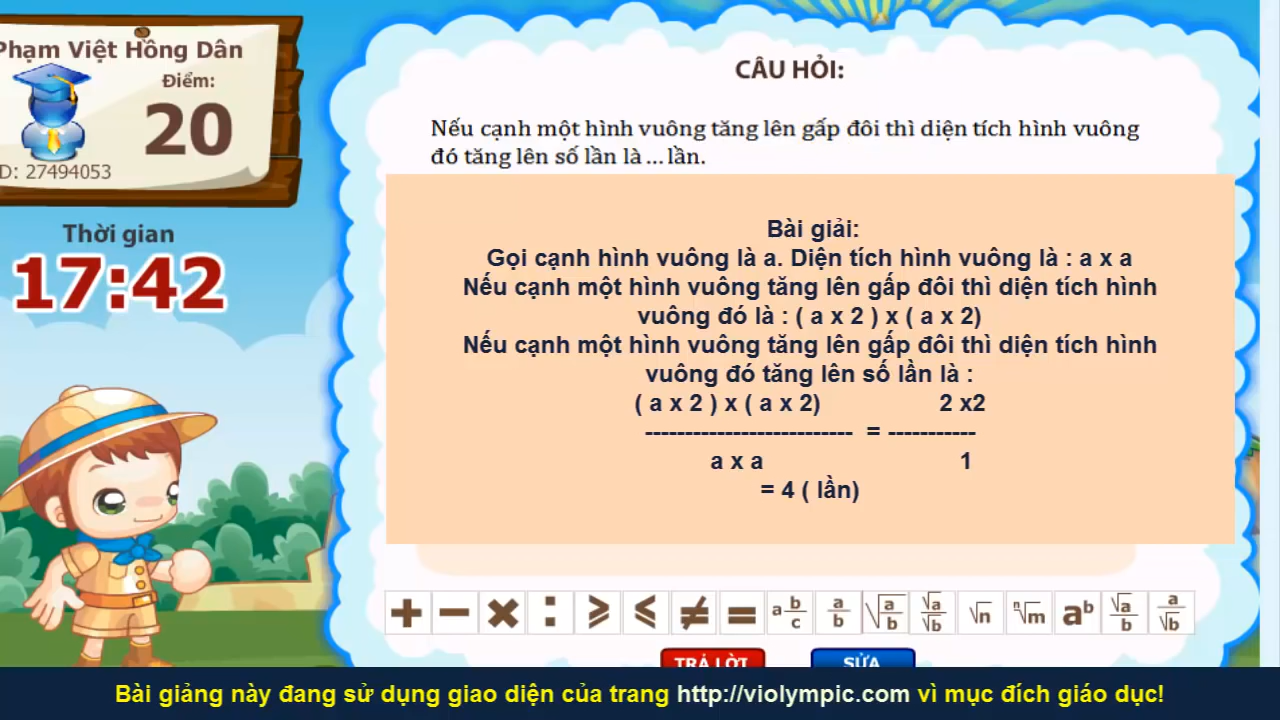 Phạm Việt Hồng Dân
Điểm:
20
D: 27494053
Thời gian
17:42
CÂU HỎI:
Nếu cạnh một hình vuông tăng lên gấp đôi thì diện tích hình vuông
đó tăng lên số lần là ... lần.
Bài giải:
Gọi cạnh hình vuông là a. Diện tích hình vuông là : a x a
Nếu cạnh một hình vuông tăng lên gấp đôi thì diện tích hình
vuông đó là : ( a x 2 ) x ( a x 2)
Nếu cạnh một hình vuông tăng lên gấp đôi thì diện tích hình
vuông đó tăng lên số lần là :
( a x 2 ) x ( a x 2) 2 x2
-------------------------- = -----------
a x a 1
= 4 ( lần)
+ − × : ≥ ≤ ≠ = a b/c a/b √a/b √a/√b √n ⁿ√m aᵇ √a/b a/√b
TRẢ LỜI SỬA
Bài giảng này đang sử dụng giao diện của trang http://violympic.com vì mục đích giáo dục!